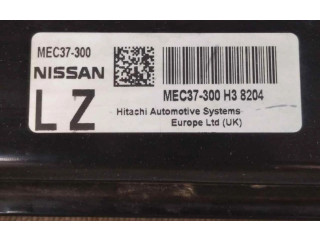 MEC37-300
NISSAN
LZ
MEC37-300 H3 8204
Hitachi Automotive Systems
Europe Ltd (UK)